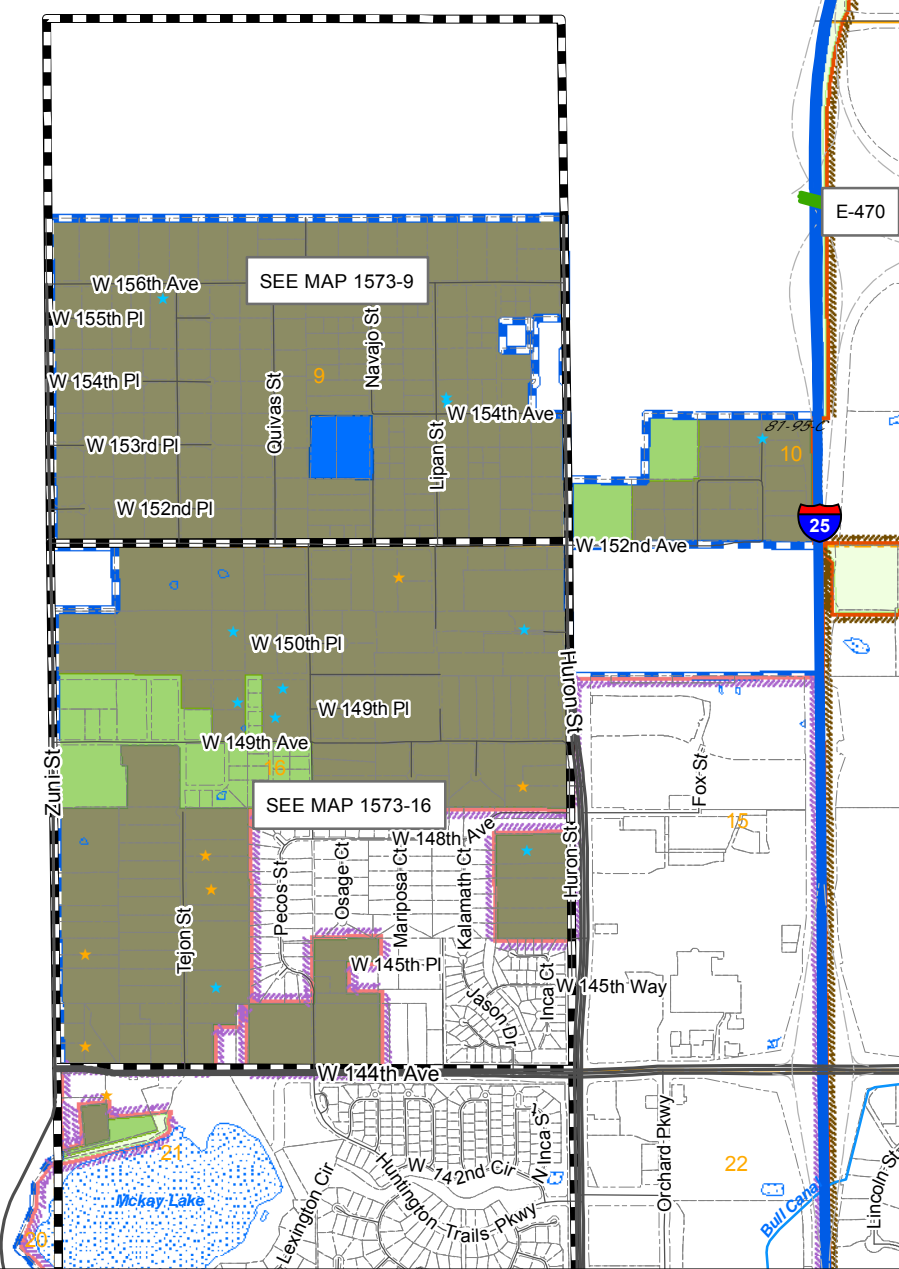 E-470
SEE MAP 1573-9
W 156th Ave
W 155th Pl
Navajo St
9
W 154th Pl
Quivas St
W 154th Ave
81-95-C
W 153rd Pl
Lipan St
10
W 152nd Pl
25
W 152nd Ave
W 150th Pl
Huron St
W 149th Pl
W 149th Ave
16
Zuni St
Fox St
SEE MAP 1573-16
15
W 148th Ave
Huron St
Pecos St
Osage Ct
Mariposa Ct
Kalamath Ct
Tejon St
W 145th Pl
W 145th Way
Inca Ct
Jason Dr
W 144th Ave
21
22
Orchard Pkwy
W 142nd Cir
Huntington Trails Pkwy
Lexington Cir
Mckay Lake
Lincoln St
Bull Cana
20